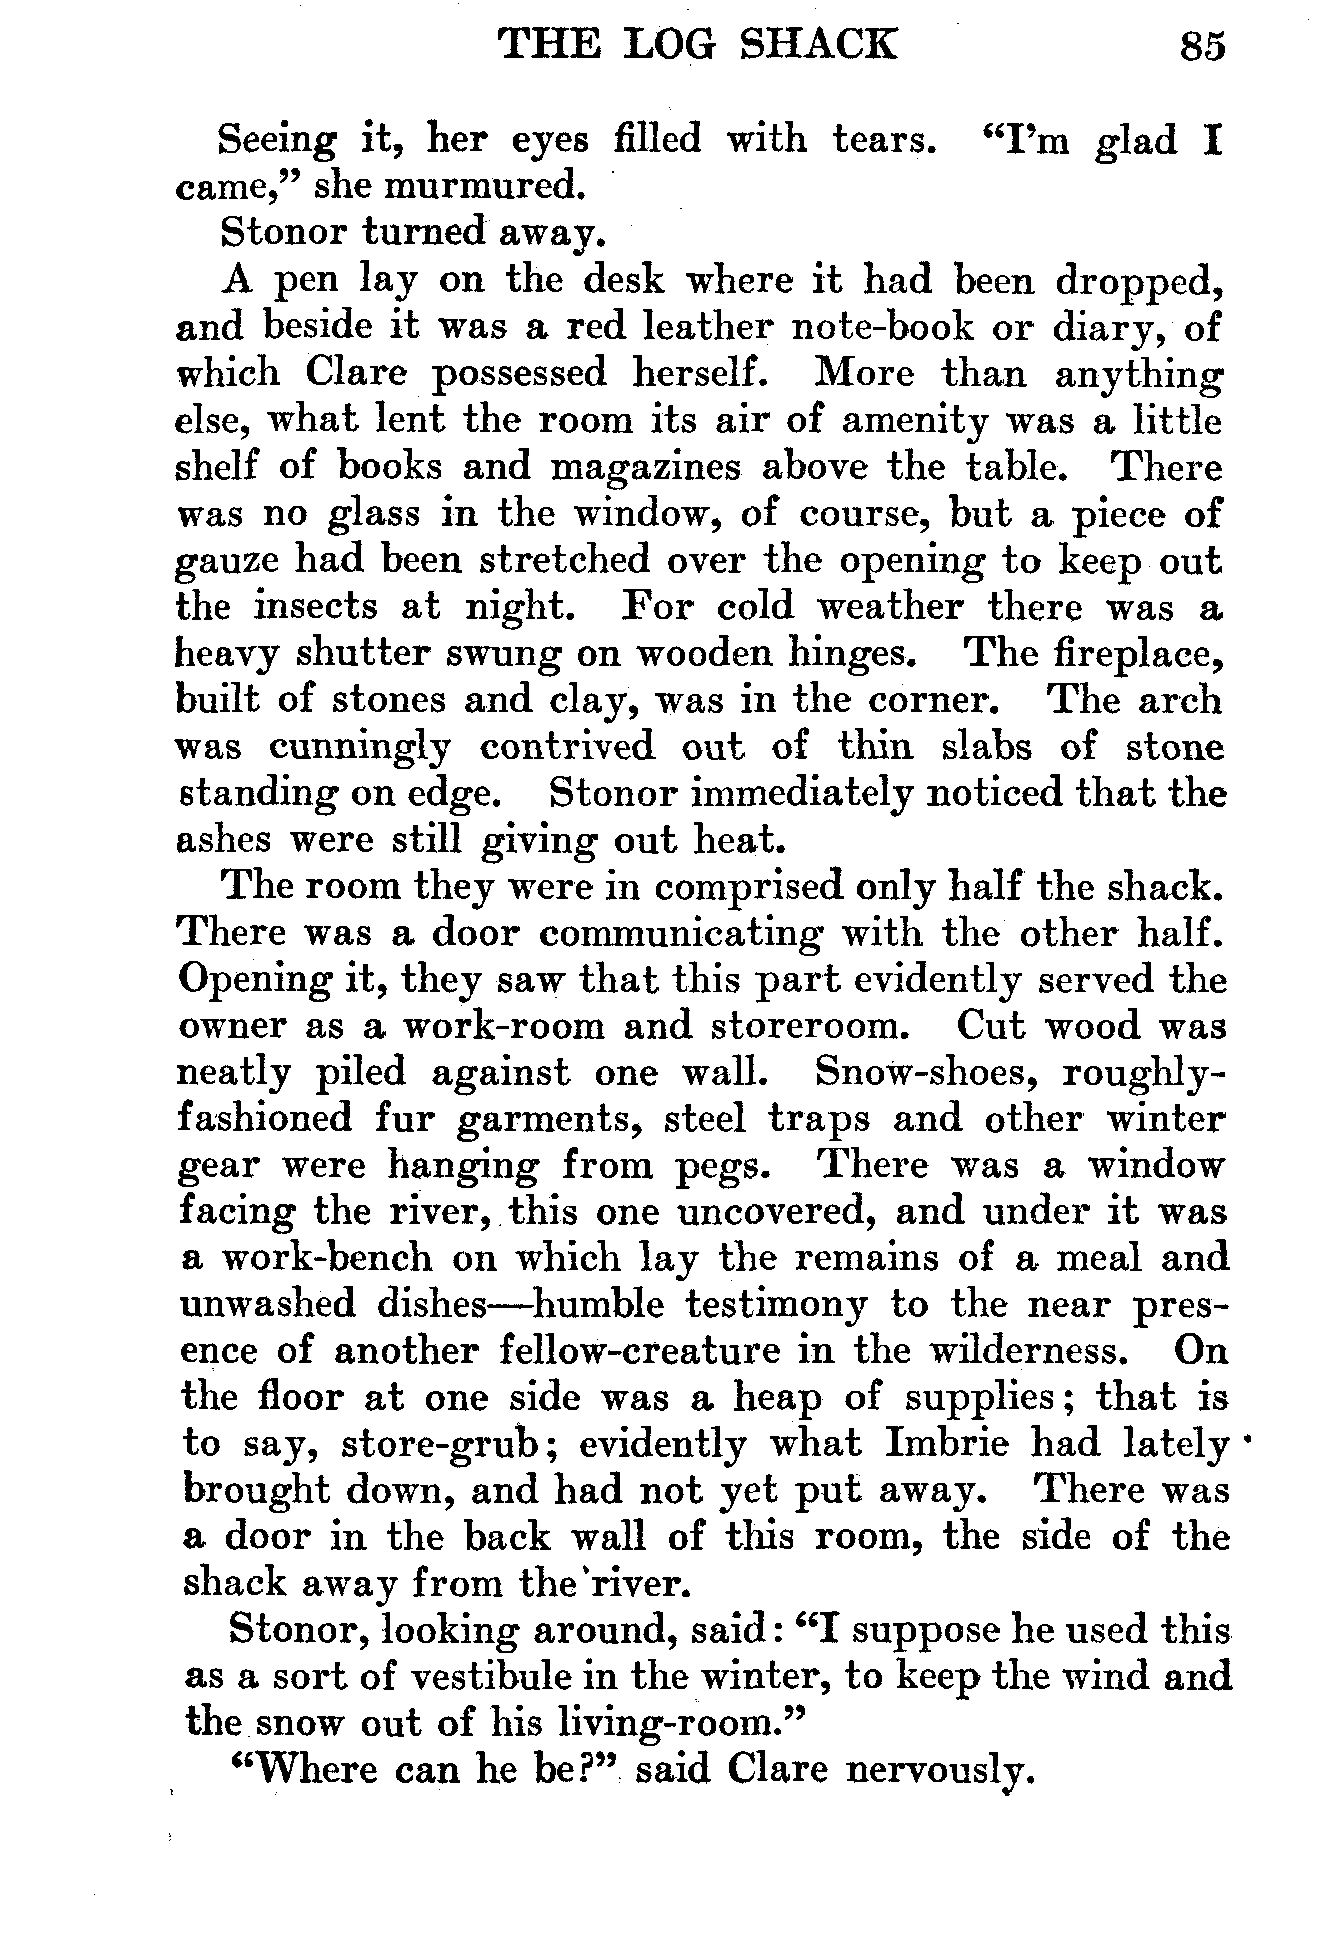 THE LOG SHACK 85
Seeing it, her eyes filled with tears. “I’m glad I
came,” she murmured.
Stonor turned away.
A pen lay on the desk where it had been dropped,
and beside it was a red leather note-book or diary, of
which Clare possessed herself. More than anything
else, what lent the room its air of amenity was a little
shelf of books and magazines above the table. There
was no glass in the window, of course, but a piece of
gauze had been stretched over the opening to keep out
the insects at night. For cold weather there was a
heavy shutter swung on wooden hinges. The fireplace,
built of stones and clay, was in the corner. The arch
was cunningly contrived out of thin slabs of stone
standing on edge. Stonor immediately noticed that the
ashes were still giving out heat.
The room they were in comprised only half the shack.
There was a door communicating with the other half.
Opening it, they saw that this part evidently served the
owner as a work-room and storeroom. Cut wood was
neatly piled against one wall. Snow-shoes, roughly-
fashioned fur garments, steel traps and other winter
gear were hanging from pegs. There was a window
facing the river, this one uncovered, and under it was
a work-bench on which lay the remains of a meal and
unwashed dishes—humble testimony to the near pres-
ence of another fellow-creature in the wilderness. On
the floor at one side was a heap of supplies; that is
to say, store-grub; evidently what Imbrie had lately
brought down, and had not yet put away. There was
a door in the back wall of this room, the side of the
shack away from the river.
Stonor, looking around, said: “I suppose he used this
as a sort of vestibule in the winter, to keep the wind and
the snow out of his living-room.”
“Where can he be?” said Clare nervously.